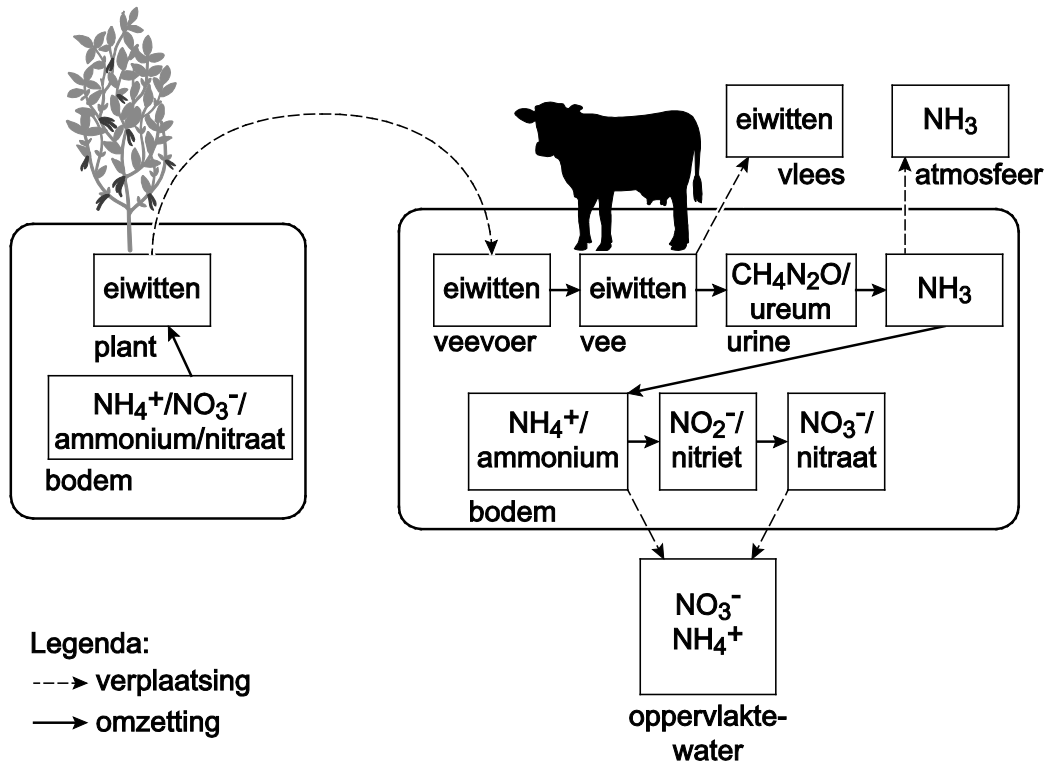 eiwitten
vlees
NH₃
atmosfeer
eiwitten
plant
NH₄⁺/NO₃⁻/
ammonium/nitraat
bodem
eiwitten
veevoer
eiwitten
vee
CH₄N₂O/
ureum
urine
NH₃
NH₄⁺/
ammonium
NO₂⁻/
nitriet
NO₃⁻/
nitraat
bodem
NO₃⁻
NH₄⁺
oppervlakte-
water
Legenda:
verplaatsing
omzetting